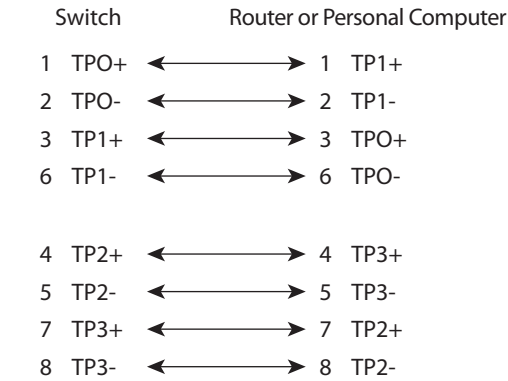 Switch Router or Personal Computer
1 TPO+ 1 TP1+
2 TPO- 2 TP1-
3 TP1+ 3 TPO+
6 TP1- 6 TPO-
4 TP2+ 4 TP3+
5 TP2- 5 TP3-
7 TP3+ 7 TP2+
8 TP3- 8 TP2-